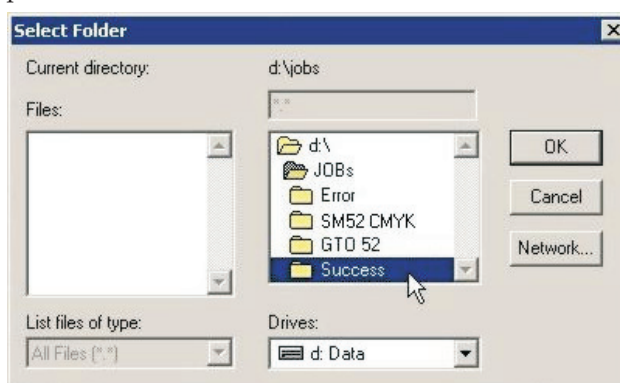 Select Folder
Current directory:
d:\jobs
Files:
*.*
d:\
JOBs
Error
SM52 CMYK
GTO 52
Success
OK
Cancel
Network...
List files of type:
All Files (*.*)
Drives:
d: Data